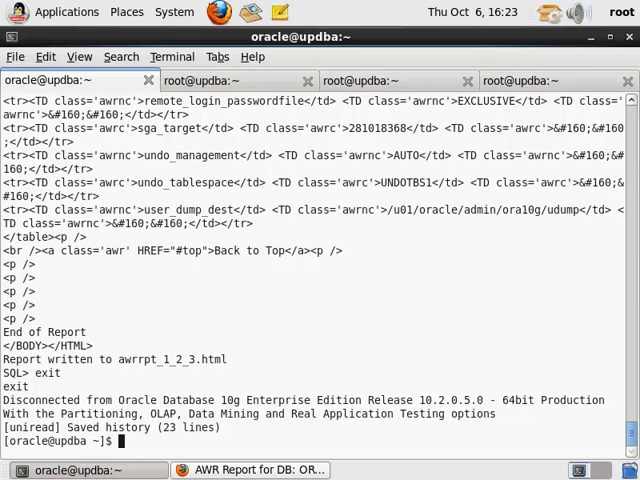 Applications Places System Thu Oct 6, 16:23 root
oracle@updba:~
File Edit View Search Terminal Tabs Help
oracle@updba:~ root@updba:~ root@updba:~ root@updba:~
<tr><TD class='awrnc'>remote_login_passwordfile</td> <TD class='awrnc'>EXCLUSIVE</td> <TD class='
awrnc'>&#160;&#160;</td></tr>
<tr><TD class='awrc'>sga_target</td> <TD class='awrc'>281018368</td> <TD class='awrc'>&#160;&#160
;</td></tr>
<tr><TD class='awrnc'>undo_management</td> <TD class='awrnc'>AUTO</td> <TD class='awrnc'>&#160;&#
160;</td></tr>
<tr><TD class='awrc'>undo_tablespace</td> <TD class='awrc'>UNDOTBS1</td> <TD class='awrc'>&#160;&
#160;</td></tr>
<tr><TD class='awrnc'>user_dump_dest</td> <TD class='awrnc'>/u01/oracle/admin/ora10g/udump</td> <
TD class='awrnc'>&#160;&#160;</td></tr>
</table><p />
<br /><a class='awr' HREF="#top">Back to Top</a><p />
<p />
<p />
<p />
<p />
<p />
End of Report
</BODY></HTML>
Report written to awrrpt_1_2_3.html
SQL> exit
exit
Disconnected from Oracle Database 10g Enterprise Edition Release 10.2.0.5.0 - 64bit Production
With the Partitioning, OLAP, Data Mining and Real Application Testing options
[uniread] Saved history (23 lines)
[oracle@updba ~]$
oracle@updba:~ AWR Report for DB: OR...